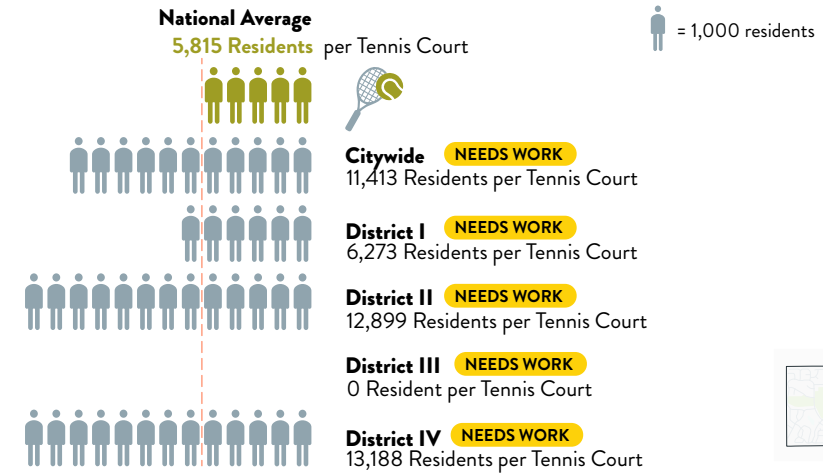 National Average
5,815 Residents per Tennis Court
= 1,000 residents
Citywide NEEDS WORK
11,413 Residents per Tennis Court
District I NEEDS WORK
6,273 Residents per Tennis Court
District II NEEDS WORK
12,899 Residents per Tennis Court
District III NEEDS WORK
0 Resident per Tennis Court
District IV NEEDS WORK
13,188 Residents per Tennis Court